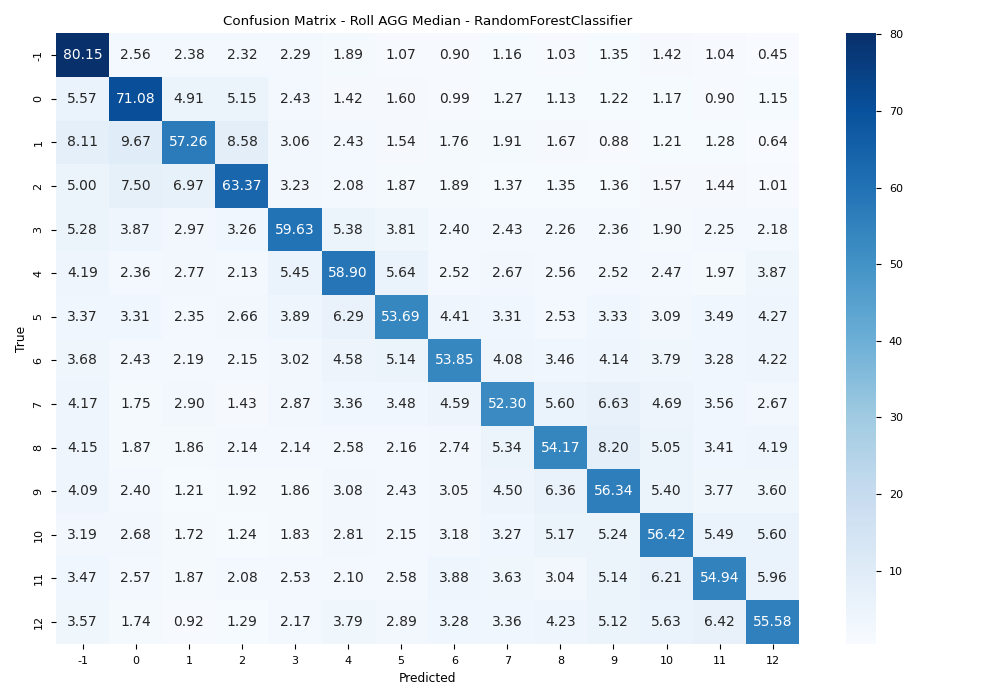 Confusion Matrix - Roll AGG Median - RandomForestClassifier
-1 80.15 2.56 2.38 2.32 2.29 1.89 1.07 0.90 1.16 1.03 1.35 1.42 1.04 0.45
0 5.57 71.08 4.91 5.15 2.43 1.42 1.60 0.99 1.27 1.13 1.22 1.17 0.90 1.15
1 8.11 9.67 57.26 8.58 3.06 2.43 1.54 1.76 1.91 1.67 0.88 1.21 1.28 0.64
2 5.00 7.50 6.97 63.37 3.23 2.08 1.87 1.89 1.37 1.35 1.36 1.57 1.44 1.01
3 5.28 3.87 2.97 3.26 59.63 5.38 3.81 2.40 2.43 2.26 2.36 1.90 2.25 2.18
4 4.19 2.36 2.77 2.13 5.45 58.90 5.64 2.52 2.67 2.56 2.52 2.47 1.97 3.87
5 3.37 3.31 2.35 2.66 3.89 6.29 53.69 4.41 3.31 2.53 3.33 3.09 3.49 4.27
6 3.68 2.43 2.19 2.15 3.02 4.58 5.14 53.85 4.08 3.46 4.14 3.79 3.28 4.22
7 4.17 1.75 2.90 1.43 2.87 3.36 3.48 4.59 52.30 5.60 6.63 4.69 3.56 2.67
8 4.15 1.87 1.86 2.14 2.14 2.58 2.16 2.74 5.34 54.17 8.20 5.05 3.41 4.19
9 4.09 2.40 1.21 1.92 1.86 3.08 2.43 3.05 4.50 6.36 56.34 5.40 3.77 3.60
10 3.19 2.68 1.72 1.24 1.83 2.81 2.15 3.18 3.27 5.17 5.24 56.42 5.49 5.60
11 3.47 2.57 1.87 2.08 2.53 2.10 2.58 3.88 3.63 3.04 5.14 6.21 54.94 5.96
12 3.57 1.74 0.92 1.29 2.17 3.79 2.89 3.28 3.36 4.23 5.12 5.63 6.42 55.58
True
-1 0 1 2 3 4 5 6 7 8 9 10 11 12
Predicted
80
70
60
50
40
30
20
10